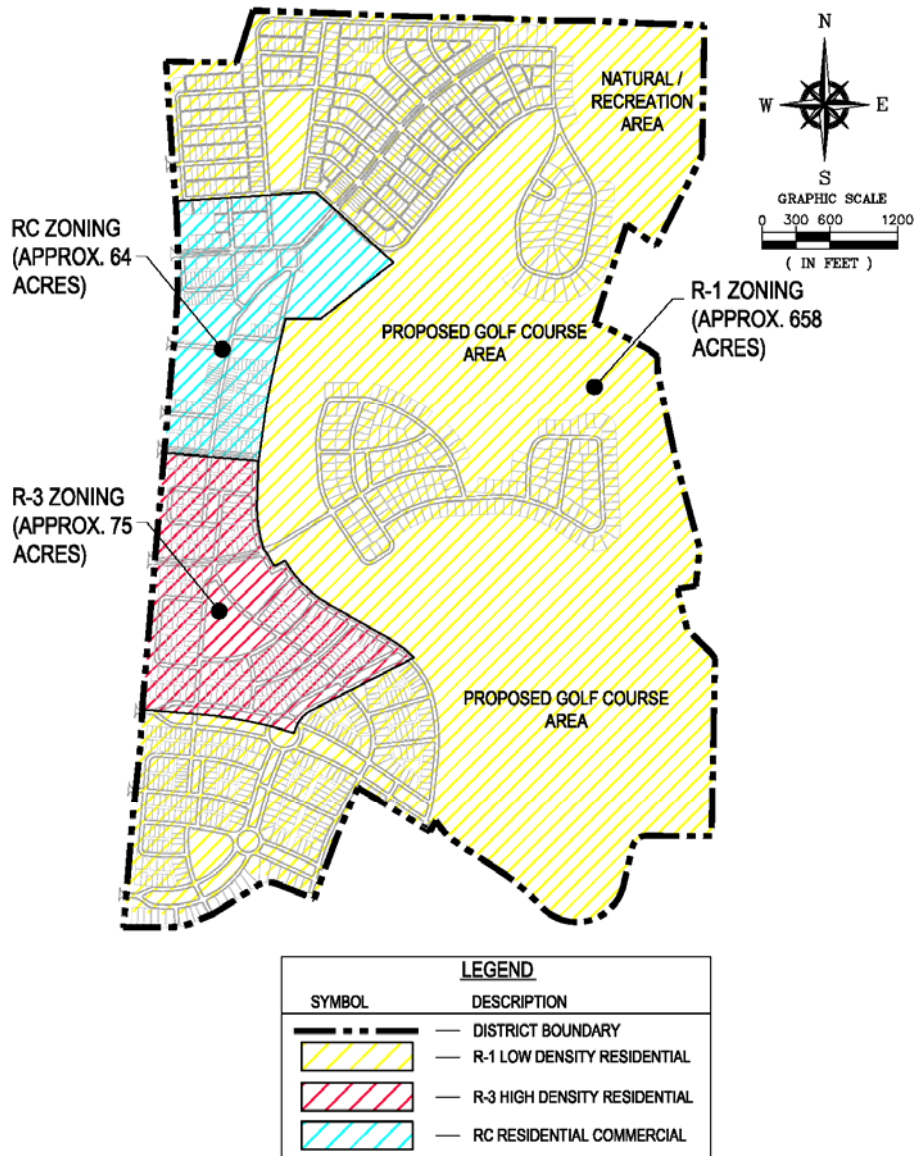 N
W
E
S
GRAPHIC SCALE
0 300 600 1200
( IN FEET )
NATURAL /
RECREATION
AREA
RC ZONING
(APPROX. 64
ACRES)
R-1 ZONING
(APPROX. 658
ACRES)
PROPOSED GOLF COURSE
AREA
R-3 ZONING
(APPROX. 75
ACRES)
PROPOSED GOLF COURSE
AREA
LEGEND
SYMBOL DESCRIPTION
— DISTRICT BOUNDARY
— R-1 LOW DENSITY RESIDENTIAL
— R-3 HIGH DENSITY RESIDENTIAL
— RC RESIDENTIAL COMMERCIAL